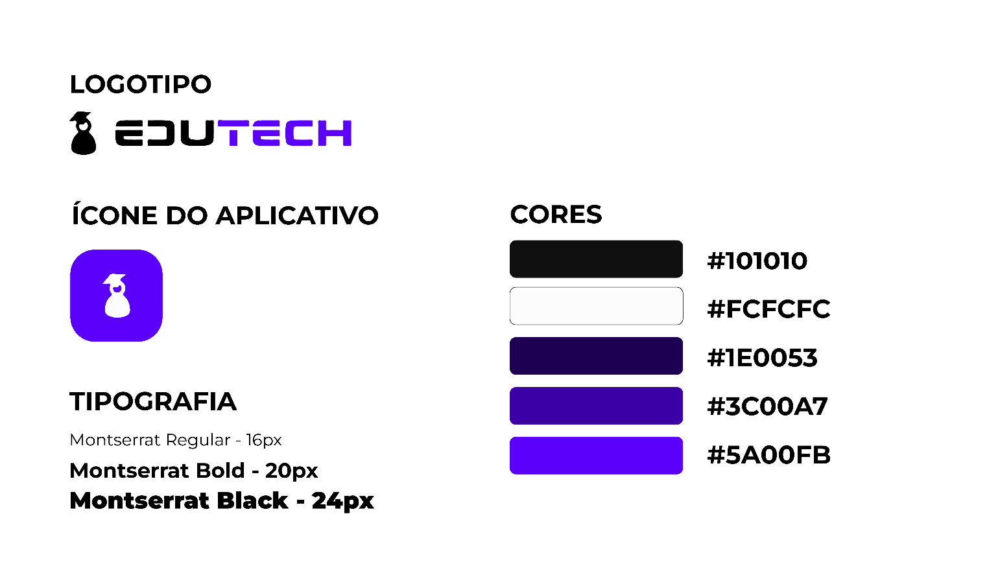 LOGOTIPO
EDUTECH
ÍCONE DO APLICATIVO
TIPOGRAFIA
Montserrat Regular - 16px
Montserrat Bold - 20px
Montserrat Black - 24px
CORES
#101010
#FCFCFC
#1E0053
#3C00A7
#5A00FB